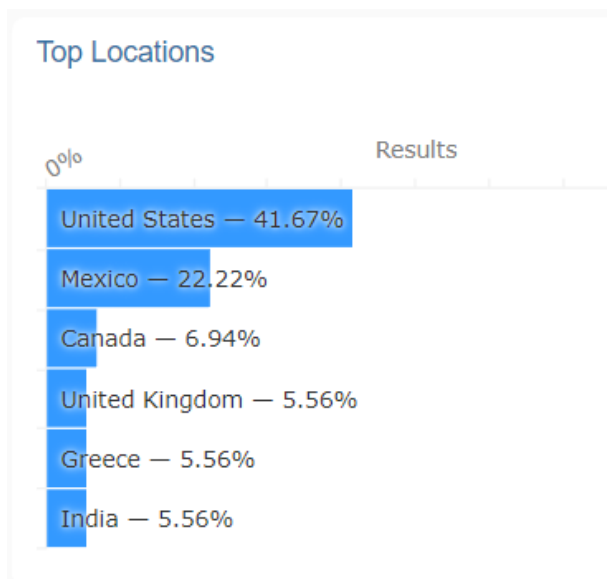 Top Locations
0%
Results
United States — 41.67%
Mexico — 22.22%
Canada — 6.94%
United Kingdom — 5.56%
Greece — 5.56%
India — 5.56%